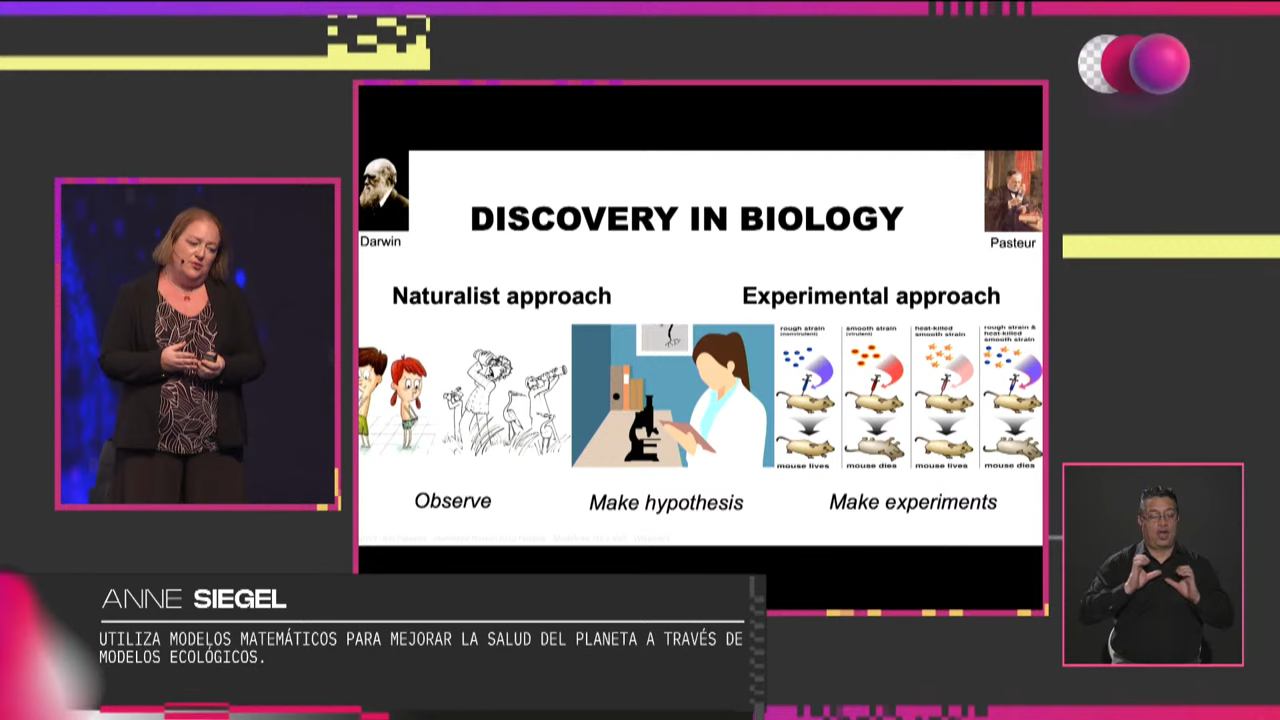 DISCOVERY IN BIOLOGY
Darwin
Pasteur
Naturalist approach
Experimental approach
rough strain
(nonvirulent)
smooth strain
(virulent)
heat-killed
smooth strain
rough strain &
heat-killed
smooth strain
mouse lives
mouse dies
mouse lives
mouse dies
Observe
Make hypothesis
Make experiments
ANNE SIEGEL
UTILIZA MODELOS MATEMÁTICOS PARA MEJORAR LA SALUD DEL PLANETA A TRAVÉS DE
MODELOS ECOLÓGICOS.